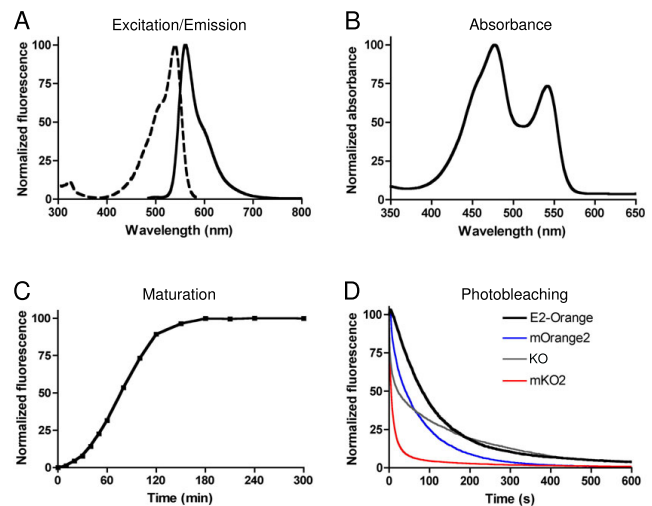 A
Excitation/Emission
Normalized fluorescence
100
75
50
25
0
300 400 500 600 700 800
Wavelength (nm)
B
Absorbance
Normalized absorbance
100
75
50
25
0
350 400 450 500 550 600 650
Wavelength (nm)
C
Maturation
Normalized fluorescence
100
75
50
25
0
0 60 120 180 240 300
Time (min)
D
Photobleaching
Normalized fluorescence
100
75
50
25
0
E2-Orange
mOrange2
KO
mKO2
0 100 200 300 400 500 600
Time (s)